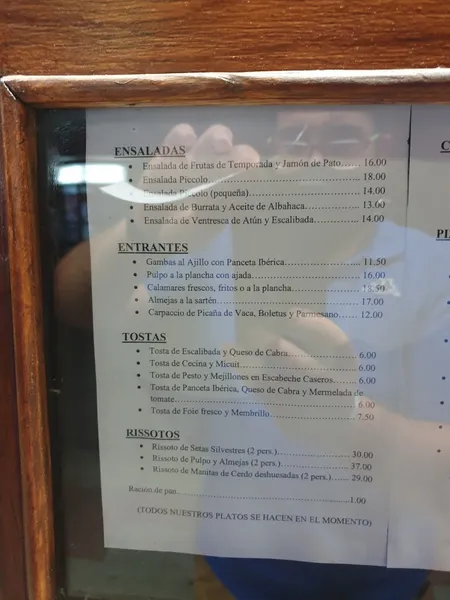 ENSALADAS
• Ensalada de Frutas de Temporada y Jamón de Pato...... 16.00
• Ensalada Piccolo................................................ 18.00
• Ensalada Piccolo (pequeña)................................ 14.00
• Ensalada de Burrata y Aceite de Albahaca............. 13.00
• Ensalada de Ventresca de Atún y Escalibada............ 14.00
ENTRANTES
• Gambas al Ajillo con Panceta Ibérica.................... 11.50
• Pulpo a la plancha con ajada................................ 16.00
• Calamares frescos, fritos o a la plancha................. 18.50
• Almejas a la sartén............................................ 17.00
• Carpaccio de Picaña de Vaca, Boletus y Parmesano...... 12.00
TOSTAS
• Tosta de Escalibada y Queso de Cabra.................. 6.00
• Tosta de Cecina y Micuit.................................... 6.00
• Tosta de Pesto y Mejillones en Escabeche Caseros....... 6.00
• Tosta de Panceta Ibérica, Queso de Cabra y Mermelada de
tomate............................................................ 6.00
• Tosta de Foie fresco y Membrillo......................... 7.50
RISSOTOS
• Rissoto de Setas Silvestres (2 pers.)..................... 30.00
• Rissoto de Pulpo y Almejas (2 pers.)..................... 37.00
• Rissoto de Manitas de Cerdo deshuesadas (2 pers.)...... 29.00
Ración de pan.....................................................1.00
(TODOS NUESTROS PLATOS SE HACEN EN EL MOMENTO)
C
PI